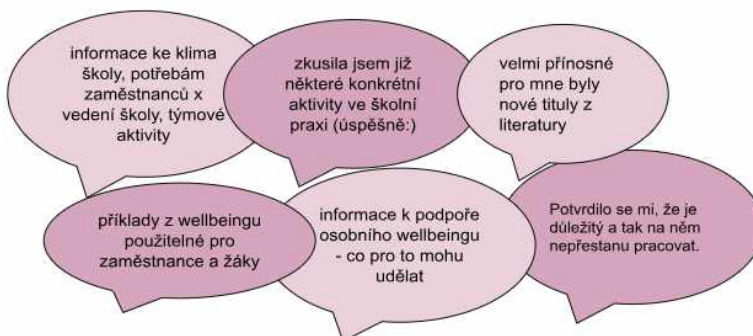 informace ke klima
školy, potřebám
zaměstnanců x
vedení školy, týmové
aktivity
zkusila jsem již
některé konkrétní
aktivity ve školní
praxi (úspěšně:)
velmi přínosné
pro mne byly
nové tituly z
literatury
příklady z wellbeingu
použitelné pro
zaměstnance a žáky
informace k podpoře
osobního wellbeingu
- co pro to mohu
udělat
Potvrdilo se mi, že je
důležitý a tak na něm
nepřestanu pracovat.